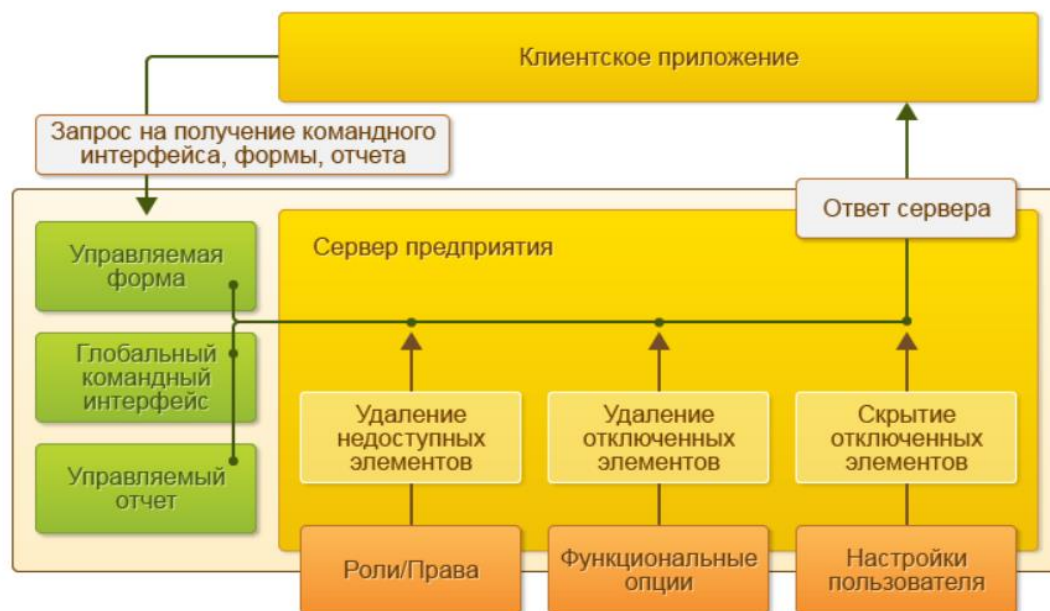 Клиентское приложение
Запрос на получение командного
интерфейса, формы, отчета
Ответ сервера
Управляемая
форма
Сервер предприятия
Глобальный
командный
интерфейс
Управляемый
отчет
Удаление
недоступных
элементов
Удаление
отключенных
элементов
Скрытие
отключенных
элементов
Роли/Права
Функциональные
опции
Настройки
пользователя